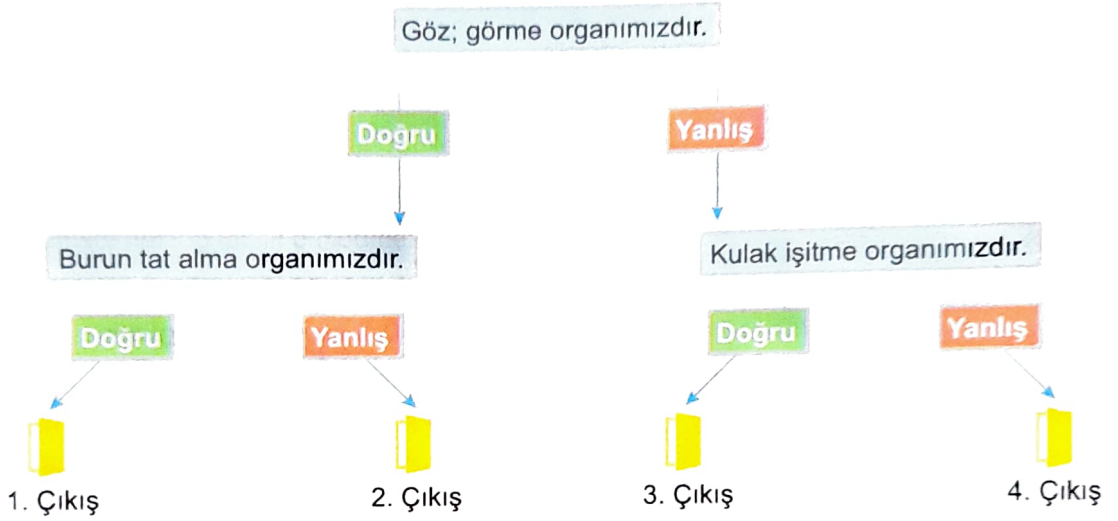 Göz; görme organımızdır.
Doğru
Yanlış
Burun tat alma organımızdır.
Kulak işitme organımızdır.
Doğru
Yanlış
Doğru
Yanlış
1. Çıkış
2. Çıkış
3. Çıkış
4. Çıkış